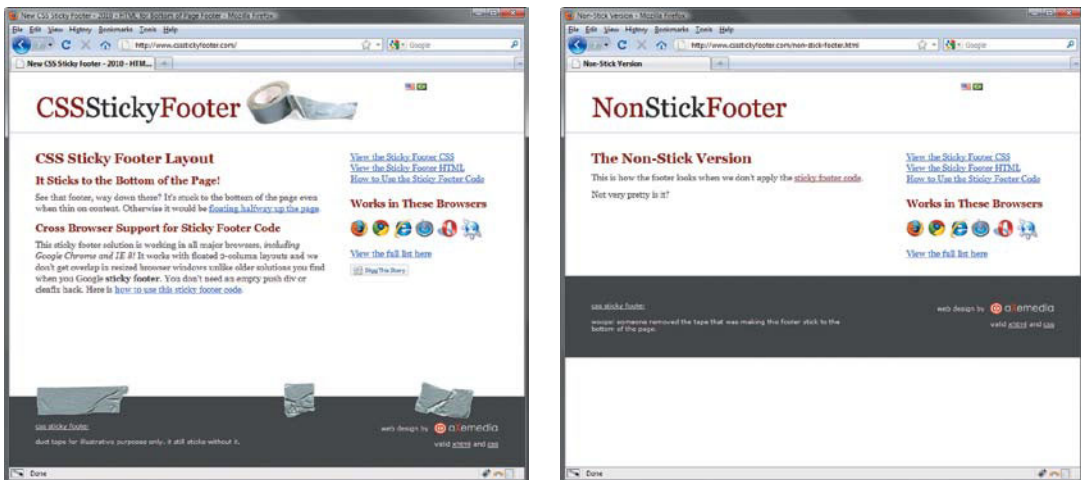 New CSS Sticky Footer - 2010 - HTML for Bottom of Page Footer - Mozilla Firefox
File Edit View History Bookmarks Tools Help
http://www.cssstickyfooter.com/
Google
New CSS Sticky Footer - 2010 - HTM...
CSSStickyFooter
CSS Sticky Footer Layout
It Sticks to the Bottom of the Page!
See that footer, way down there? It's stuck to the bottom of the page even
when thin on content. Otherwise it would be floating halfway up the page.
Cross Browser Support for Sticky Footer Code
This sticky footer solution is working in all major browsers, including
Google Chrome and IE 8! It works with floated 2-column layouts and we
don't get overlap in resized browser windows unlike older solutions you find
when you Google sticky footer. You don't need an empty push div or
clearfix hack. Here is how to use this sticky footer code.
View the Sticky Footer CSS
View the Sticky Footer HTML
How to Use the Sticky Footer Code
Works in These Browsers
View the full list here
Digg This Story
css sticky footer
duct tape for illustrative purposes only. it still sticks without it.
web design by aXemedia
valid xhtml and css
Done
Non-Stick Version - Mozilla Firefox
File Edit View History Bookmarks Tools Help
http://www.cssstickyfooter.com/non-stick-footer.html
Google
Non-Stick Version
NonStickFooter
The Non-Stick Version
This is how the footer looks when we don't apply the sticky footer code.
Not very pretty is it?
View the Sticky Footer CSS
View the Sticky Footer HTML
How to Use the Sticky Footer Code
Works in These Browsers
View the full list here
css sticky footer
woops! someone removed the tape that was making this footer stick to the
bottom of the page.
web design by aXemedia
valid xhtml and css
Done